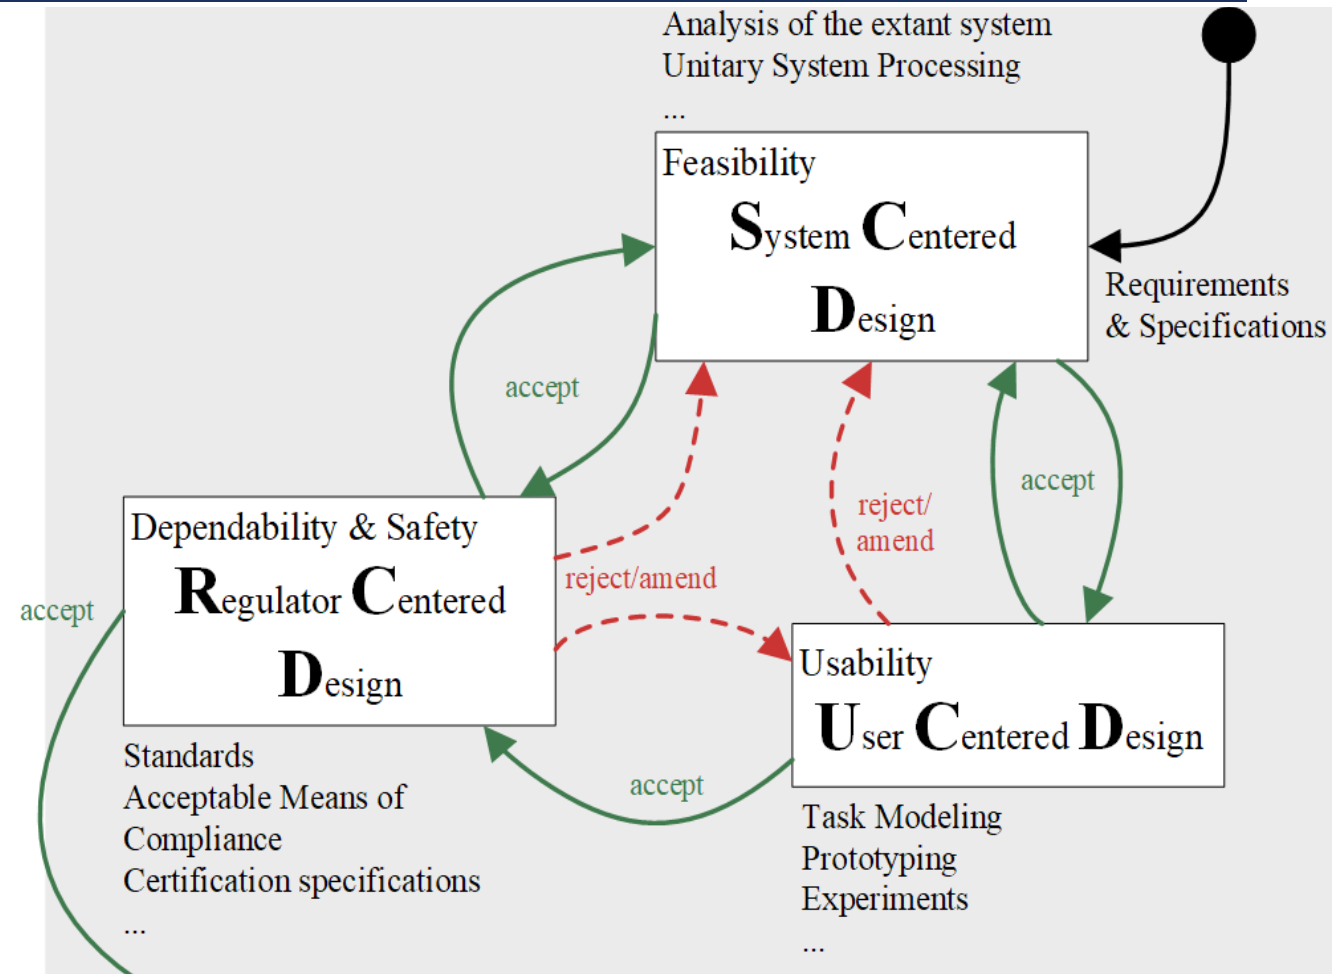 Analysis of the extant system
Unitary System Processing
...
Feasibility
System Centered
Design
Requirements
& Specifications
accept
accept
reject/
amend
Dependability & Safety
Regulator Centered
Design
reject/amend
accept
Usability
User Centered Design
accept
Standards
Acceptable Means of
Compliance
Certification specifications
...
Task Modeling
Prototyping
Experiments
...